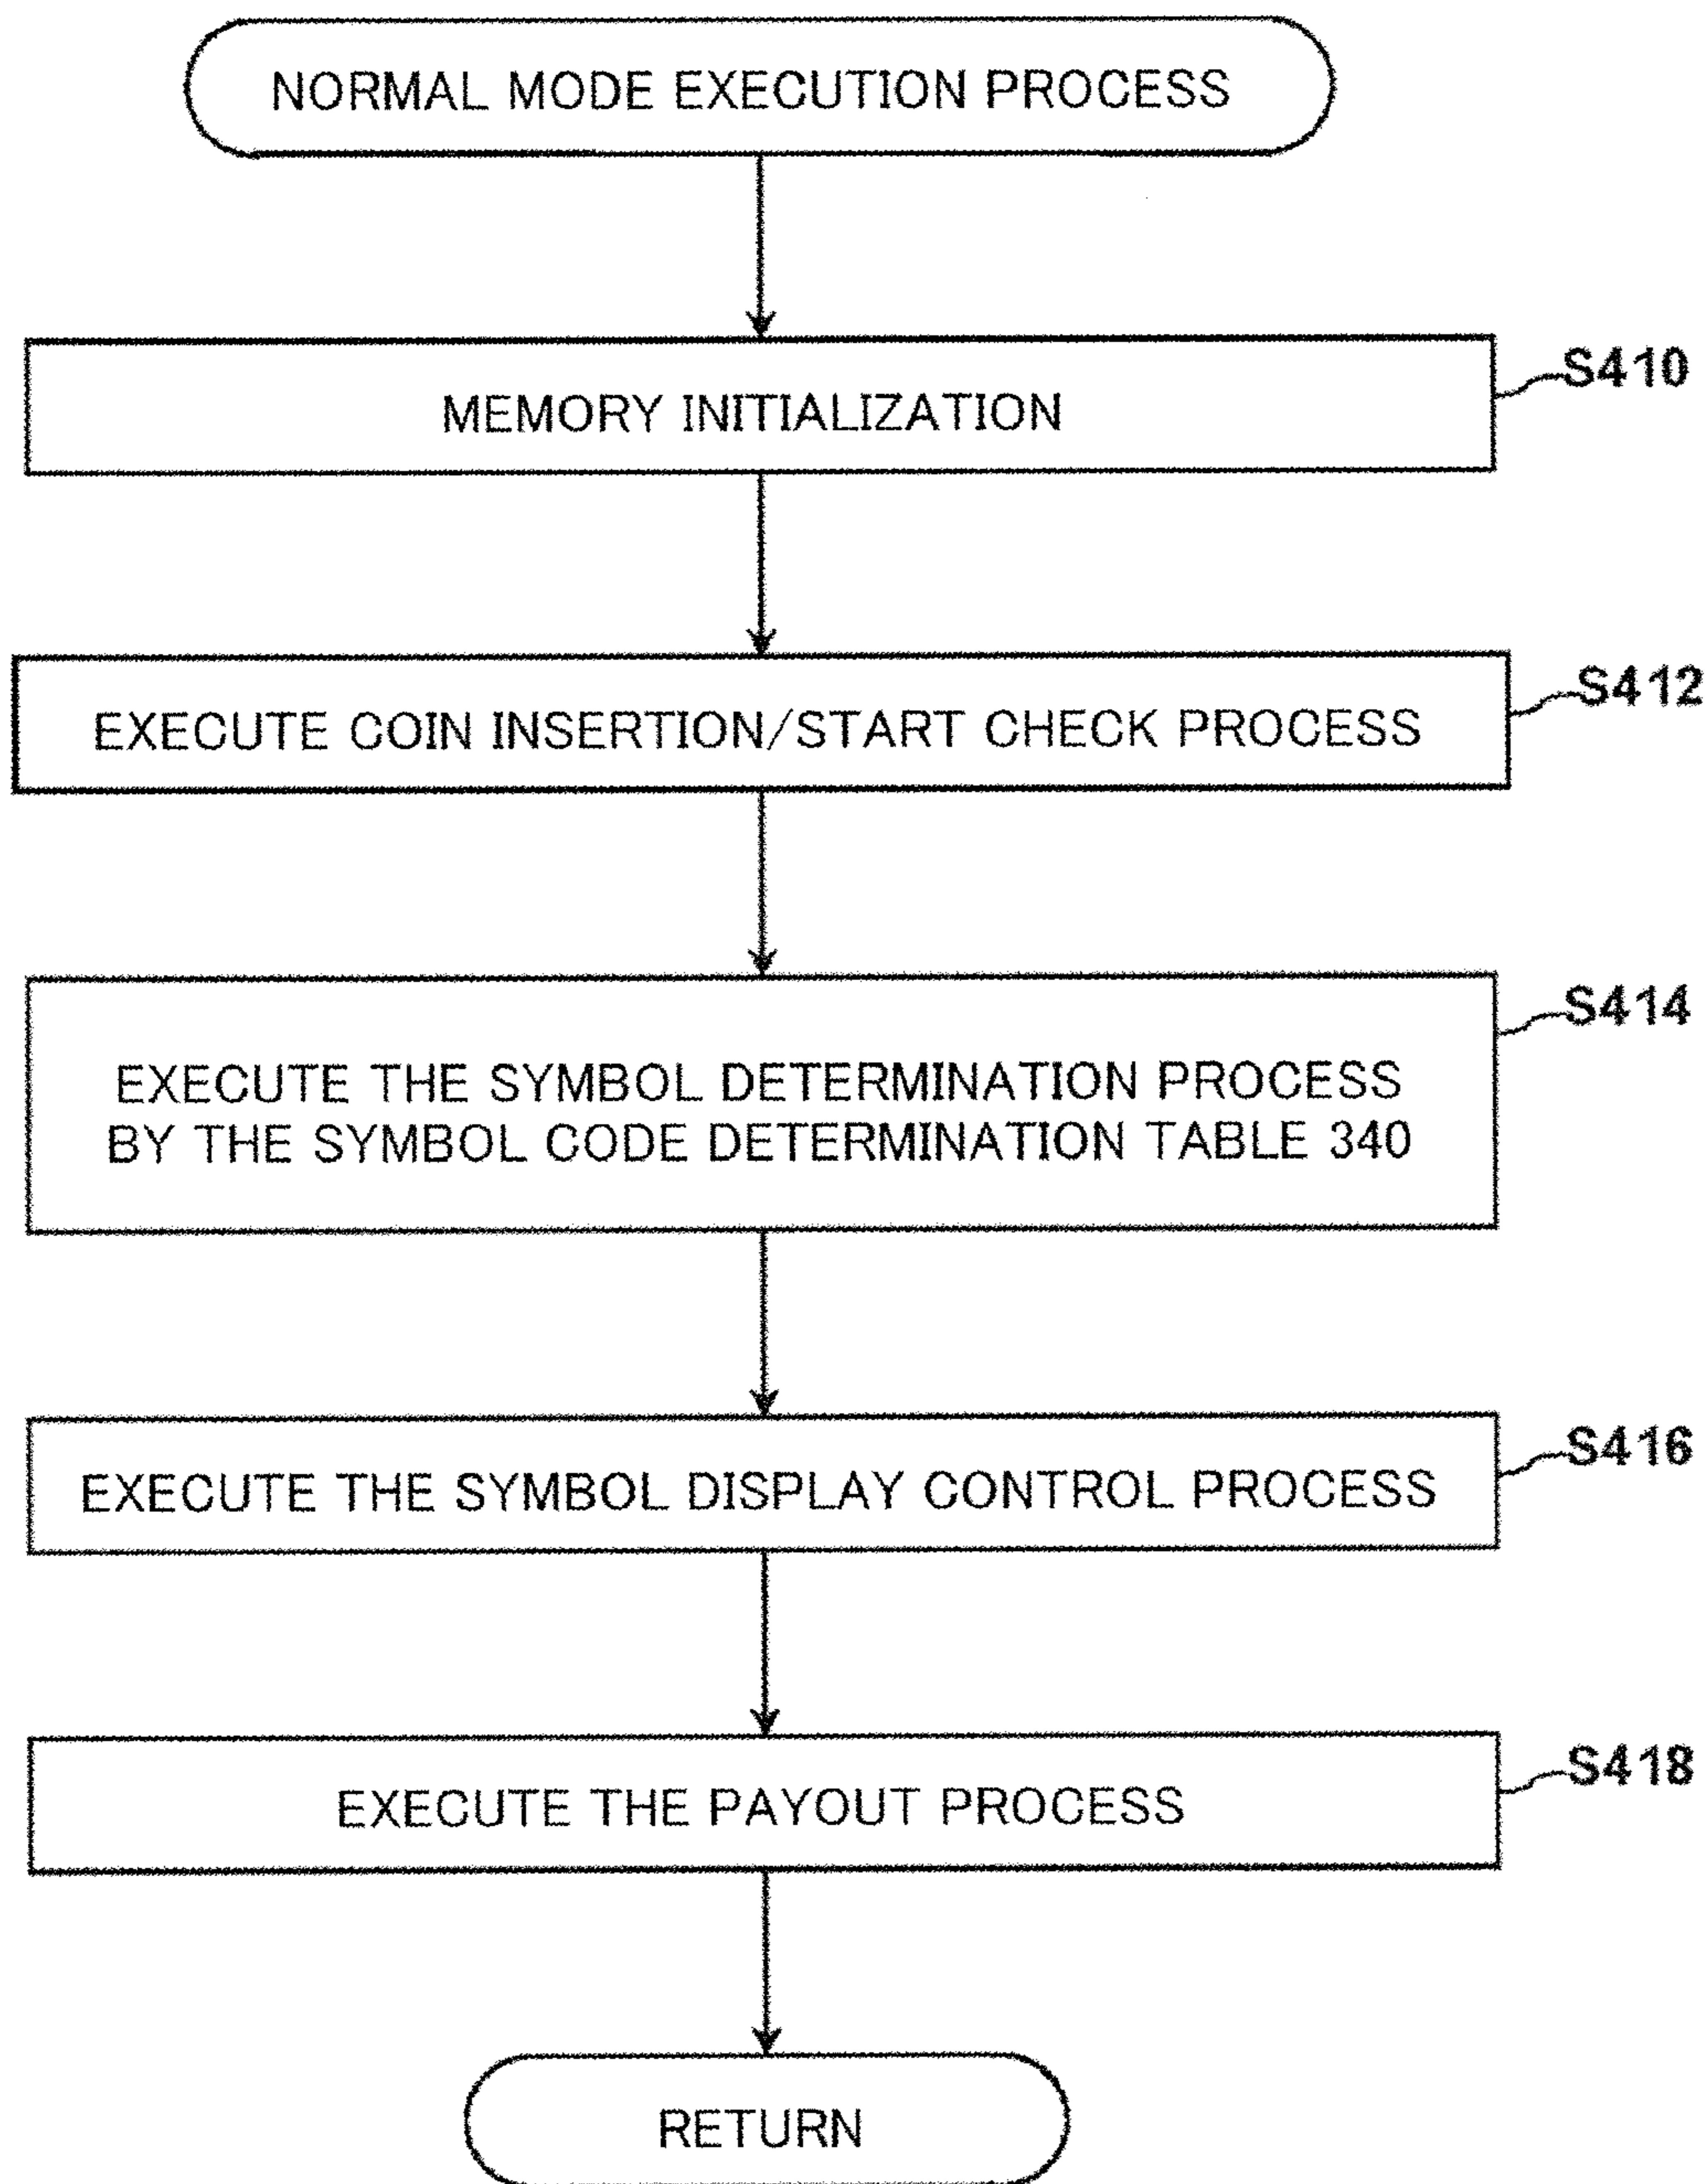 NORMAL MODE EXECUTION PROCESS
MEMORY INITIALIZATION
S410
EXECUTE COIN INSERTION/START CHECK PROCESS
S412
EXECUTE THE SYMBOL DETERMINATION PROCESS
BY THE SYMBOL CODE DETERMINATION TABLE 340
S414
EXECUTE THE SYMBOL DISPLAY CONTROL PROCESS
S416
EXECUTE THE PAYOUT PROCESS
S418
RETURN